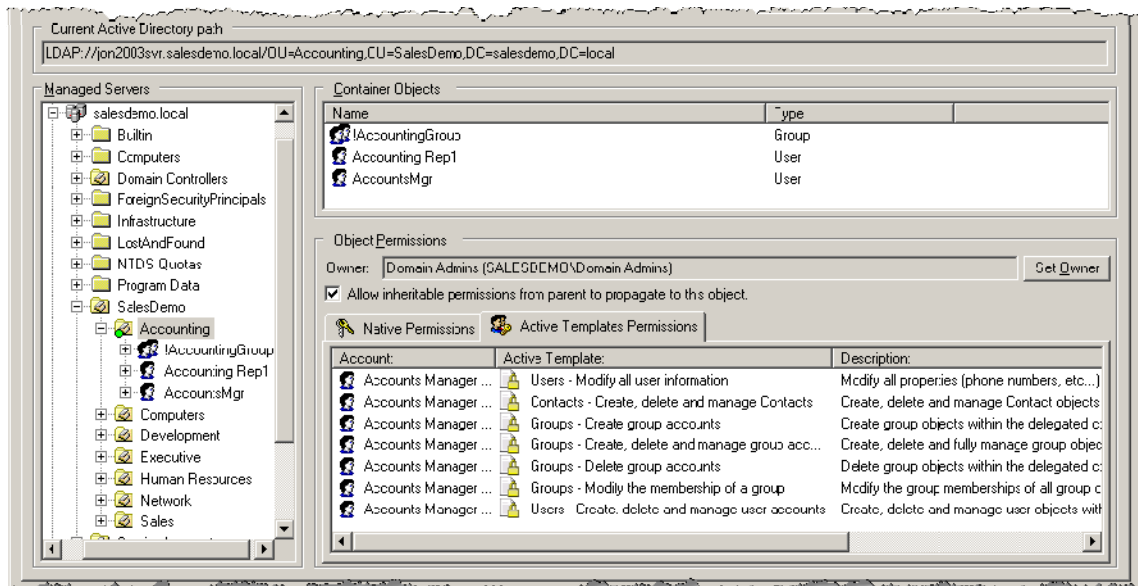 Current Active Directory path
LDAP://jon2003svr.salesdemo.local/OU=Accounting,OU=SalesDemo,DC=salesdemo,DC=local
Managed Servers
salesdemo.local
Builtin
Computers
Domain Controllers
ForeignSecurityPrincipals
Infrastructure
LostAndFound
NTDS Quotas
Program Data
SalesDemo
Accounting
!AccountingGroup
Accounting Rep1
AccountsMgr
Computers
Development
Executive
Human Resources
Network
Sales
Container Objects
Name Type
!AccountingGroup Group
Accounting Rep1 User
AccountsMgr User
Object Permissions
Owner: Domain Admins (SALESDEMO\Domain Admins) Set Owner
Allow inheritable permissions from parent to propagate to this object.
Native Permissions Active Templates Permissions
Account: Active Template: Description:
Accounts Manager ... Users - Modify all user information Modify all properties (phone numbers, etc...)
Accounts Manager ... Contacts - Create, delete and manage Contacts Create, delete and manage Contact objects
Accounts Manager ... Groups - Create group accounts Create group objects within the delegated
Accounts Manager ... Groups - Create, delete and manage group acc... Create, delete and fully manage group objec
Accounts Manager ... Groups - Delete group accounts Delete group objects within the delegated
Accounts Manager ... Groups - Modify the membership of a group Modify the group memberships of all group
Accounts Manager ... Users - Create, delete and manage user accounts Create, delete and manage user objects with